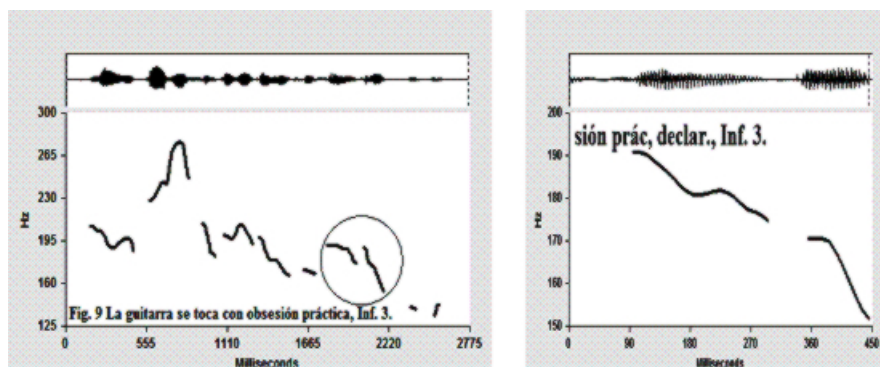 300
265
230
195
160
125
Hz
Fig. 9 La guitarra se toca con obsesión práctica, Inf. 3.
0 555 1110 1665 2220 2775
Milliseconds
200
190
180
170
160
150
Hz
sión prác, declar., Inf. 3.
0 90 180 270 360 450
Milliseconds